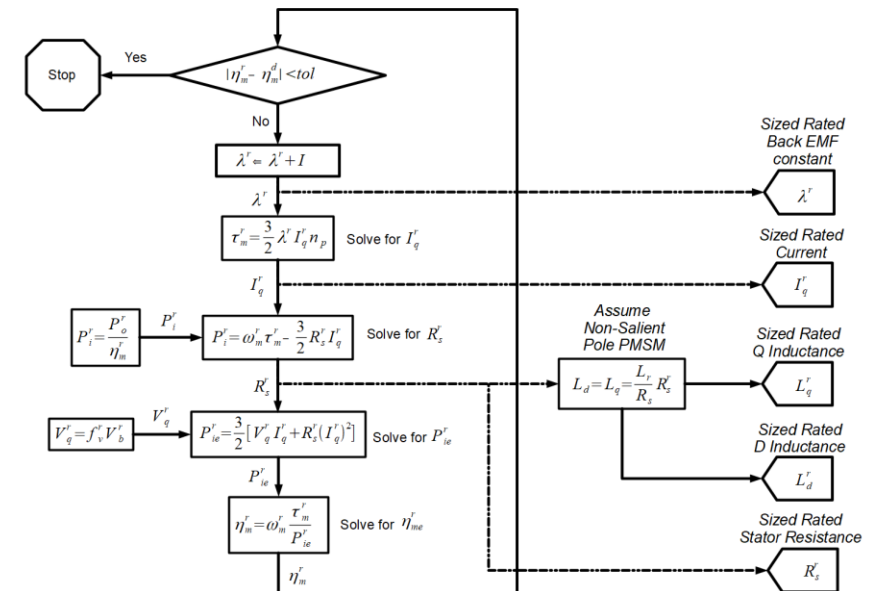 Yes
Stop
|η_m^r − η_m^d| < tol
No
λ^r ⇐ λ^r + I
λ^r
Sized Rated
Back EMF
constant
λ^r
τ_m^r = 3/2 λ^r I_q^r n_p
Solve for I_q^r
I_q^r
Sized Rated
Current
I_q^r
P_i^r = P_o^r / η_m^r
P_i^r
P_i^r = ω_m^r τ_m^r − 3/2 R_s^r I_q^r
Solve for R_s^r
R_s^r
Assume
Non-Salient
Pole PMSM
L_d = L_q = L_r / R_s R_s^r
Sized Rated
Q Inductance
L_q^r
V_q^r = f_v^r V_b^r
V_q^r
P_ie^r = 3/2 [V_q^r I_q^r + R_s^r (I_q^r)^2]
Solve for P_ie^r
P_ie^r
Sized Rated
D Inductance
L_d^r
η_m^r = ω_m^r τ_m^r / P_ie^r
Solve for η_me^r
η_m^r
Sized Rated
Stator Resistance
R_s^r